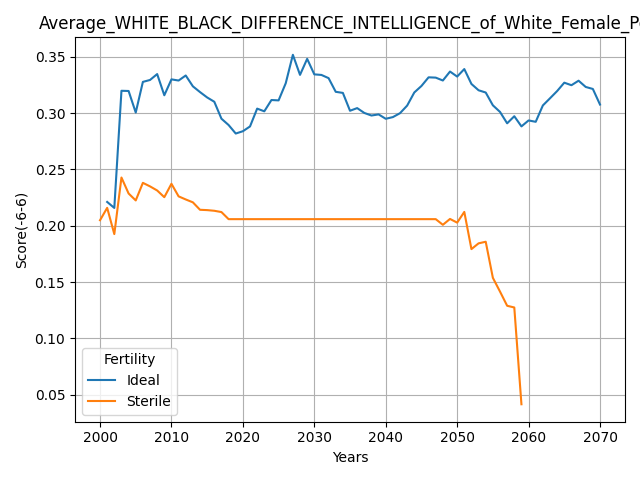 Average_WHITE_BLACK_DIFFERENCE_INTELLIGENCE_of_White_Female_P
Score(-6-6)
0.35
0.30
0.25
0.20
0.15
0.10
0.05
Fertility
Ideal
Sterile
2000 2010 2020 2030 2040 2050 2060 2070
Years